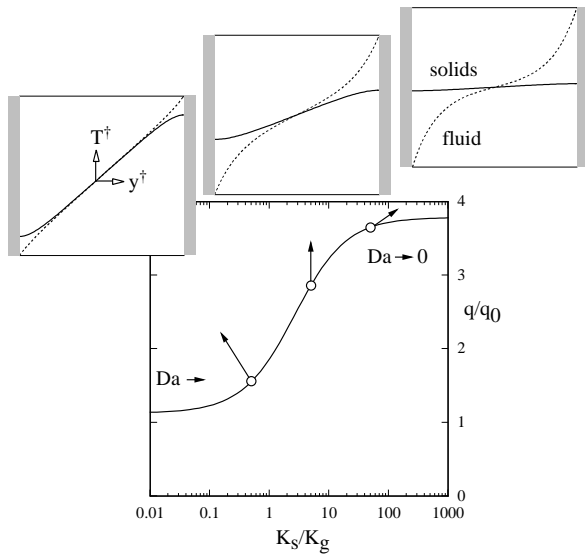 solids
fluid
T†
y†
Da → 0
Da →
q/q0
4
3
2
1
0
0.01 0.1 1 10 100 1000
Ks/Kg